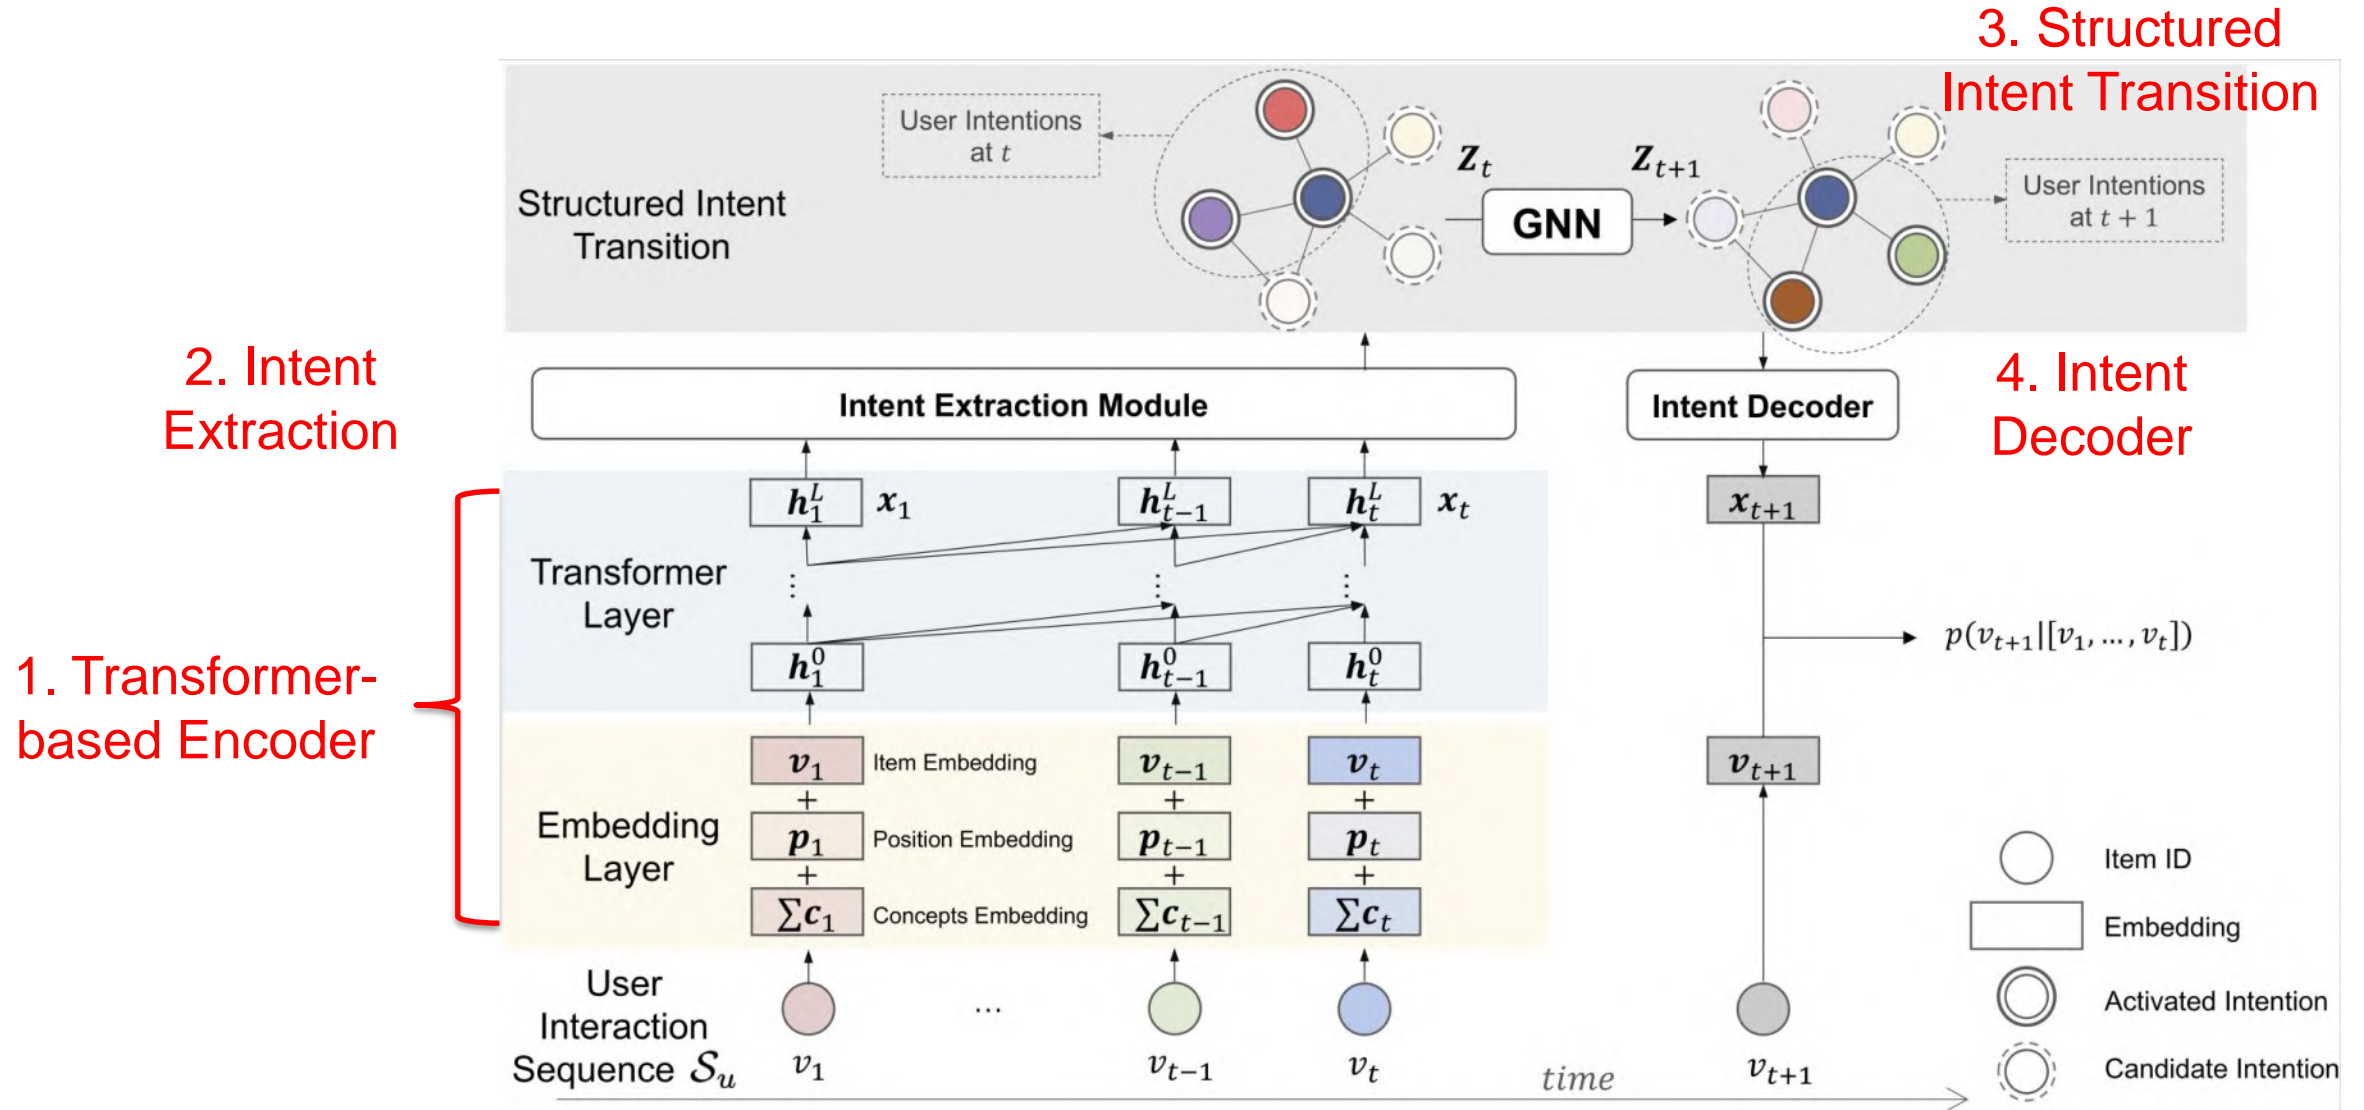 3. Structured
Intent Transition
User Intentions
at t
Z_t
GNN
Z_{t+1}
User Intentions
at t + 1
Structured Intent
Transition
2. Intent
Extraction
Intent Extraction Module
Intent Decoder
4. Intent
Decoder
h_1^L x_1 h_{t-1}^L h_t^L x_t
x_{t+1}
Transformer
Layer
⋮ ⋮ ⋮
p(v_{t+1}|[v_1, ..., v_t])
h_1^0 h_{t-1}^0 h_t^0
1. Transformer-
based Encoder
v_1 Item Embedding v_{t-1} v_t v_{t+1}
+ + +
Embedding
Layer
p_1 Position Embedding p_{t-1} p_t
+ + +
∑c_1 Concepts Embedding ∑c_{t-1} ∑c_t
Item ID
Embedding
Activated Intention
Candidate Intention
User
Interaction
Sequence 𝒮_u
...
v_1 v_{t-1} v_t time v_{t+1}